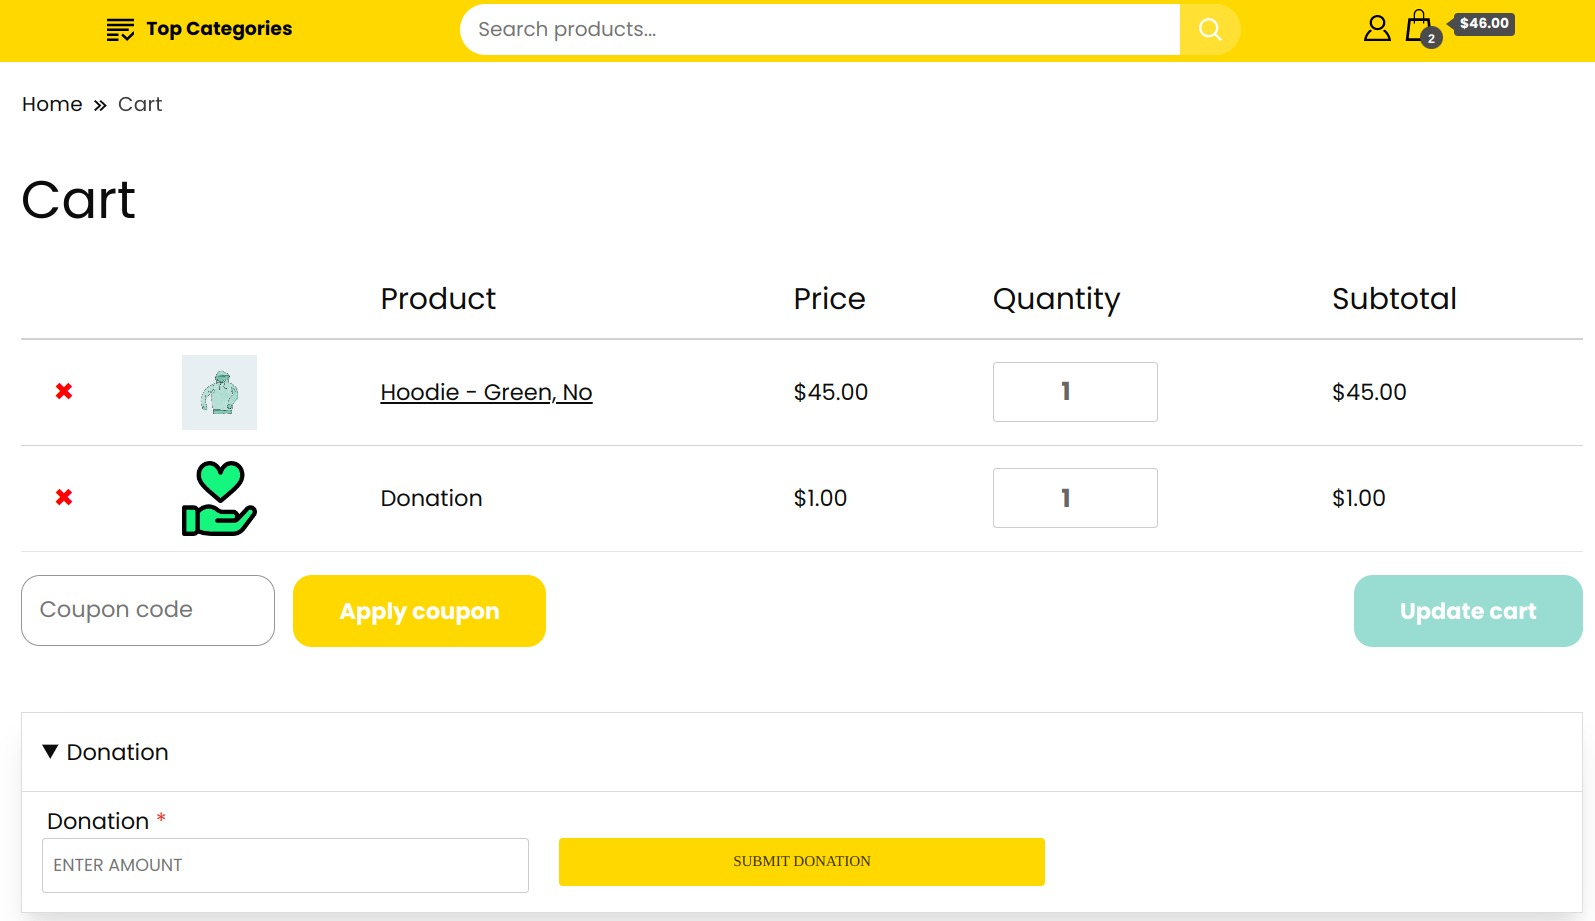 Top Categories
Search products...
2
$46.00
Home » Cart
Cart
Product Price Quantity Subtotal
Hoodie - Green, No $45.00 1 $45.00
Donation $1.00 1 $1.00
Coupon code Apply coupon Update cart
▼ Donation
Donation *
ENTER AMOUNT SUBMIT DONATION